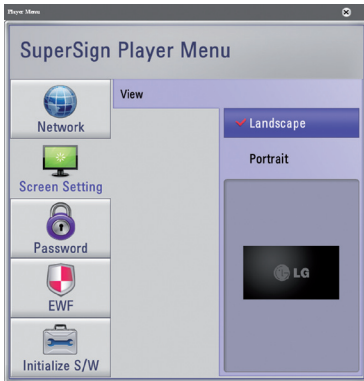 Player Menu
SuperSign Player Menu
Network
Screen Setting
Password
EWF
Initialize S/W
View
Landscape
Portrait
LG